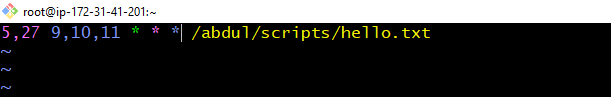 root@ip-172-31-41-201:~
5,27 9,10,11 * * * /abdul/scripts/hello.txt
~
~
~